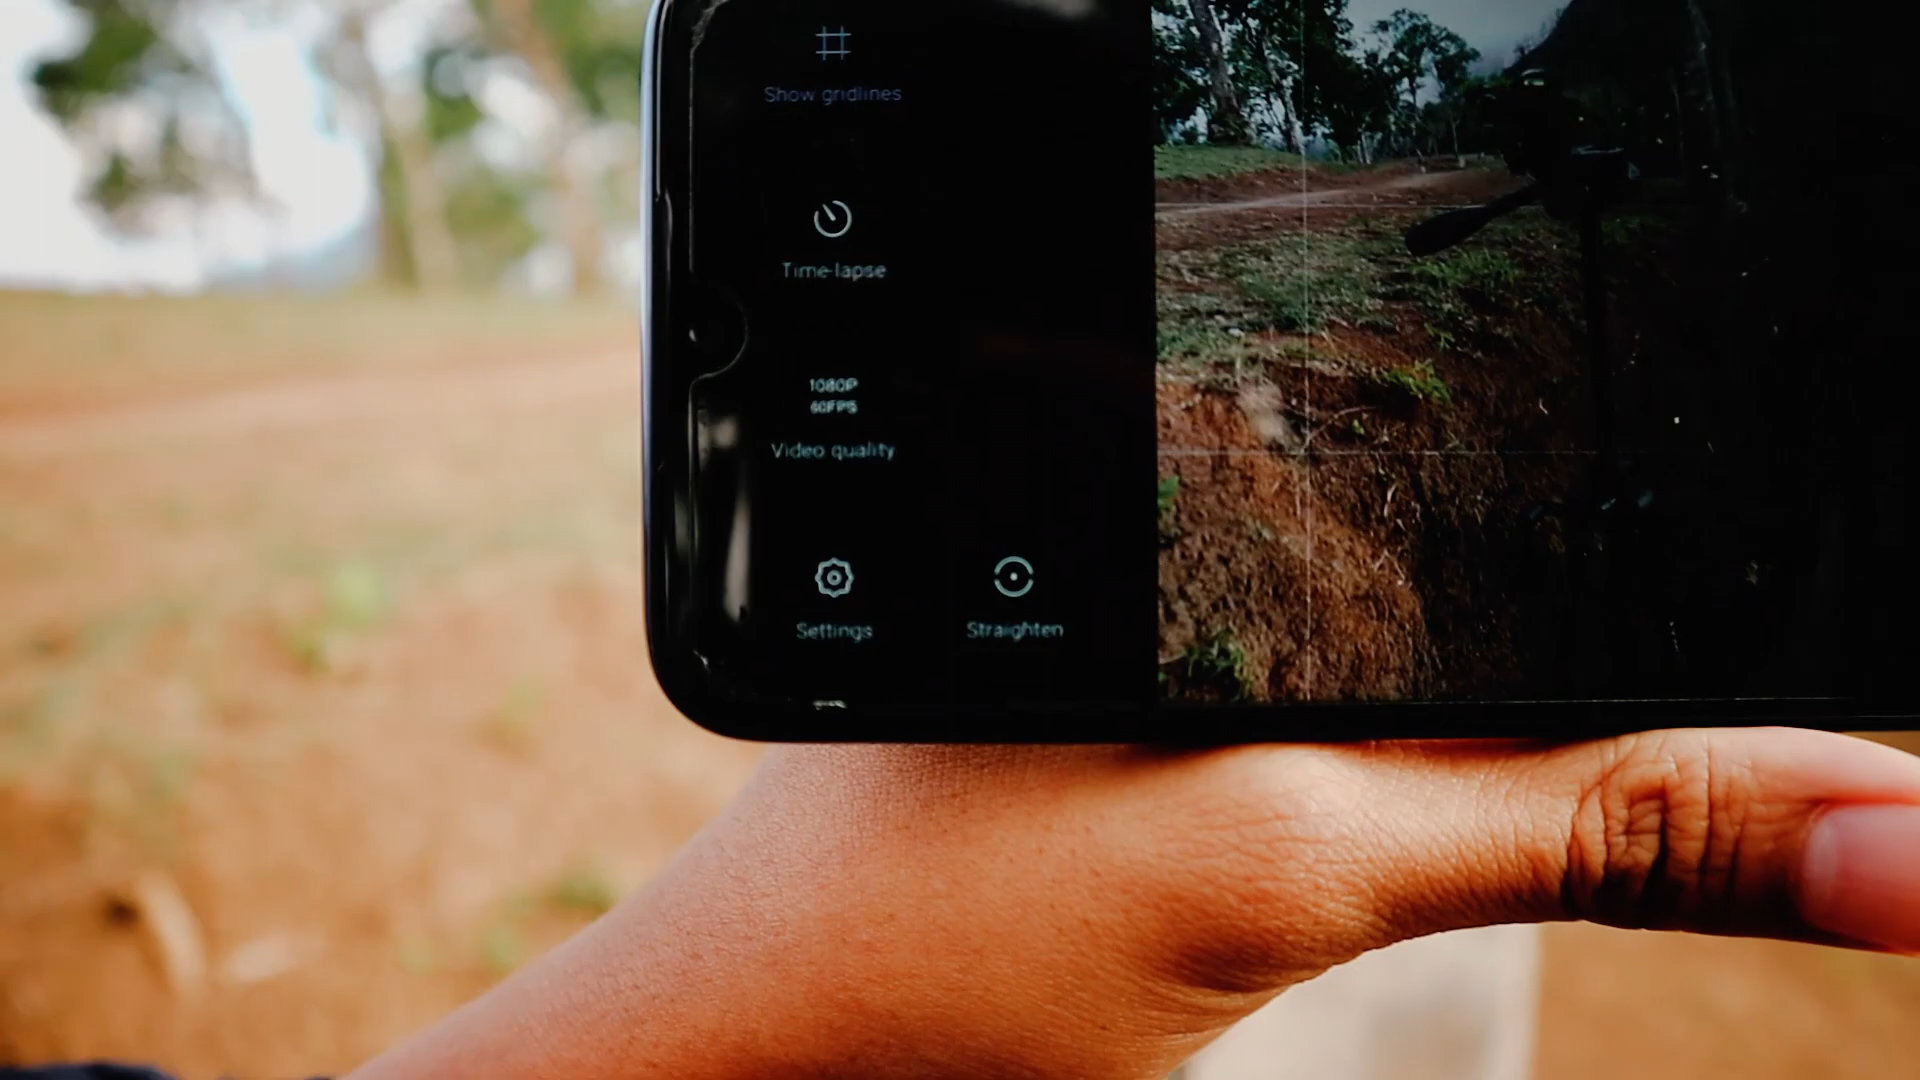 Show gridlines
Time-lapse
1080P
60FPS
Video quality
Settings
Straighten